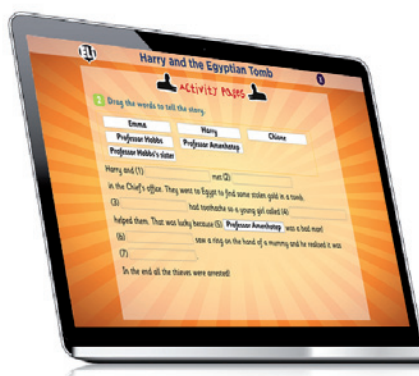 ELI
Harry and the Egyptian Tomb
1
Activity Pages
2 Drag the words to tell the story.
Emma Harry Chione
Professor Hobbs Professor Amenhotep
Professor Hobbs's sister
Harry and (1) met (2)
in the Chief's office. They went to Egypt to find some stolen gold in a tomb.
(3) had toothache so a young girl called (4)
helped them. That was lucky because (5) Professor Amenhotep was a bad man!
(6) saw a ring on the hand of a mummy and he realised it was
(7) .
In the end all the thieves were arrested!